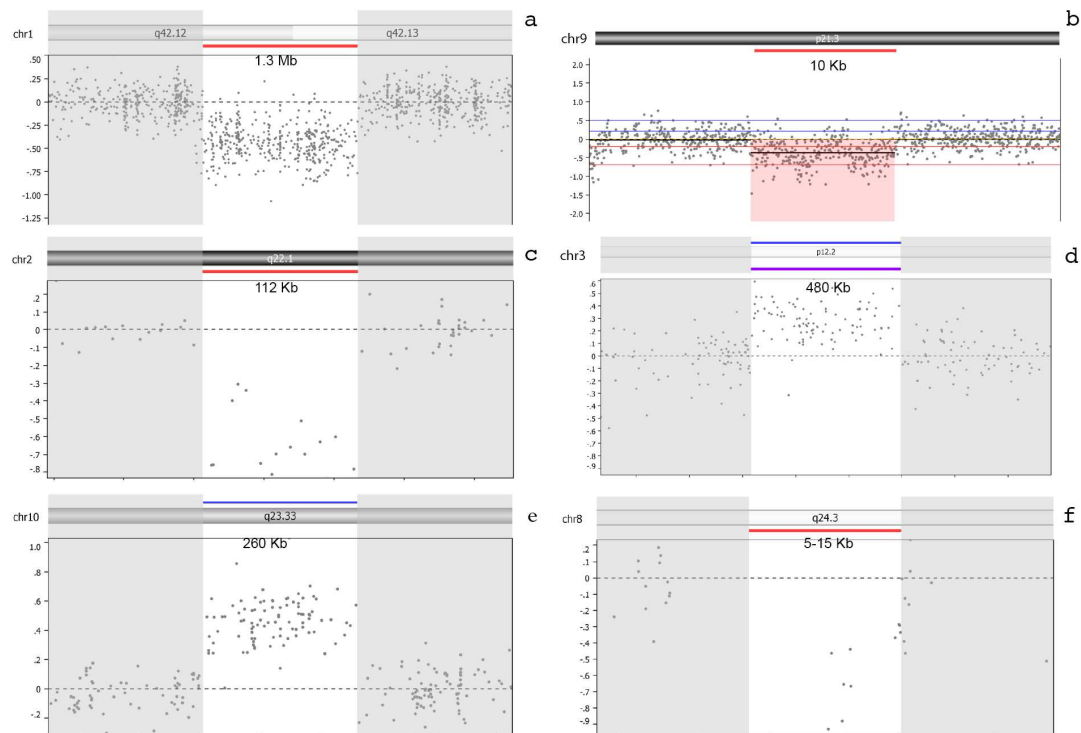 a
chr1
q42.12
q42.13
1.3 Mb
.50
.25
0
-.25
-.50
-.75
-1.00
-1.25
b
chr9
p21.3
10 Kb
2.0
1.5
1.0
.5
0
-.5
-1.0
-1.5
-2.0
c
chr2
q22.1
112 Kb
.2
.1
0
-.1
-.2
-.3
-.4
-.5
-.6
-.7
-.8
d
chr3
p12.2
480 Kb
.6
.5
.4
.3
.2
.1
0
-.1
-.2
-.3
-.4
-.5
-.6
-.7
-.8
-.9
e
chr10
q23.33
260 Kb
1.0
.8
.6
.4
.2
0
-.2
f
chr8
q24.3
5-15 Kb
.2
.1
0
-.1
-.2
-.3
-.4
-.5
-.6
-.7
-.8
-.9